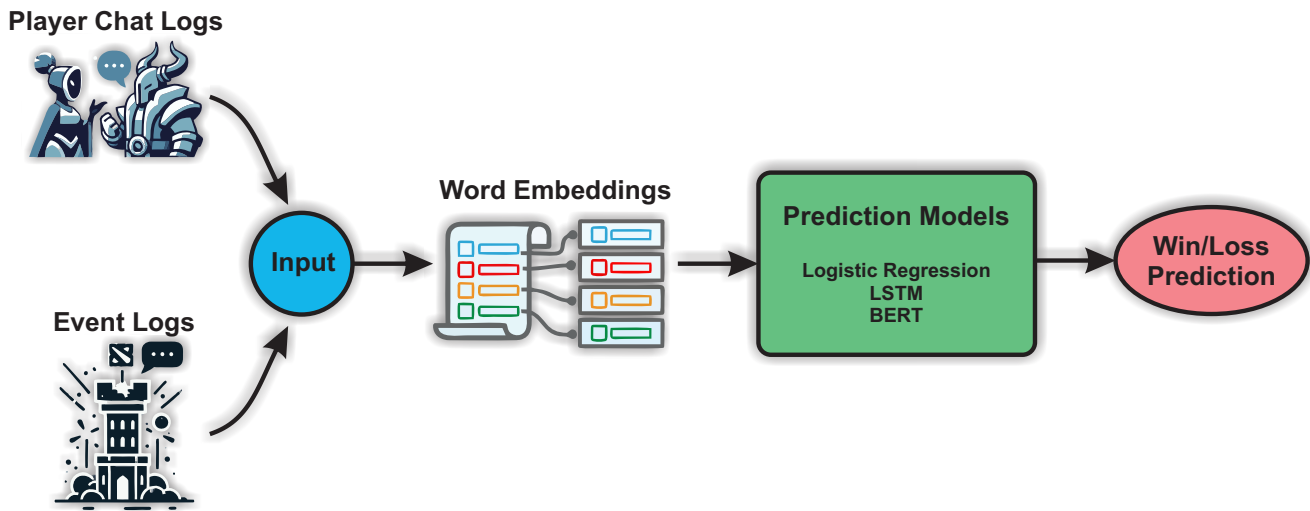 Player Chat Logs
Event Logs
Input
Word Embeddings
Prediction Models
Logistic Regression
LSTM
BERT
Win/Loss
Prediction